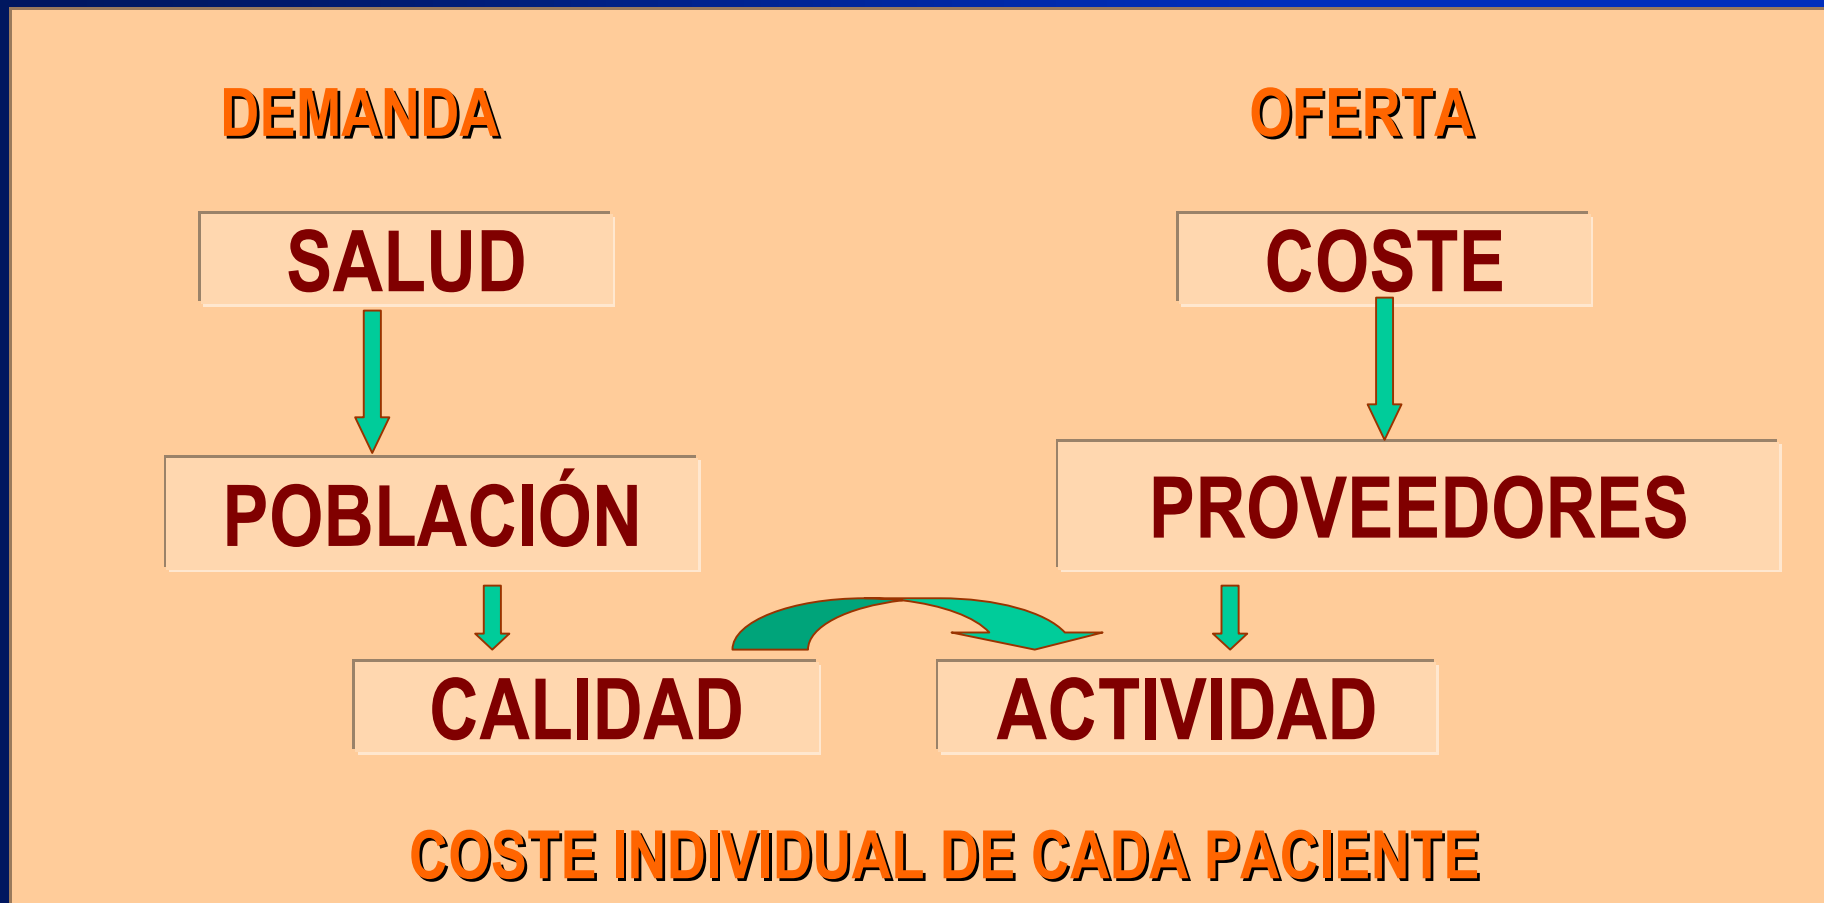 DEMANDA
OFERTA
SALUD
COSTE
POBLACIÓN
PROVEEDORES
CALIDAD
ACTIVIDAD
COSTE INDIVIDUAL DE CADA PACIENTE